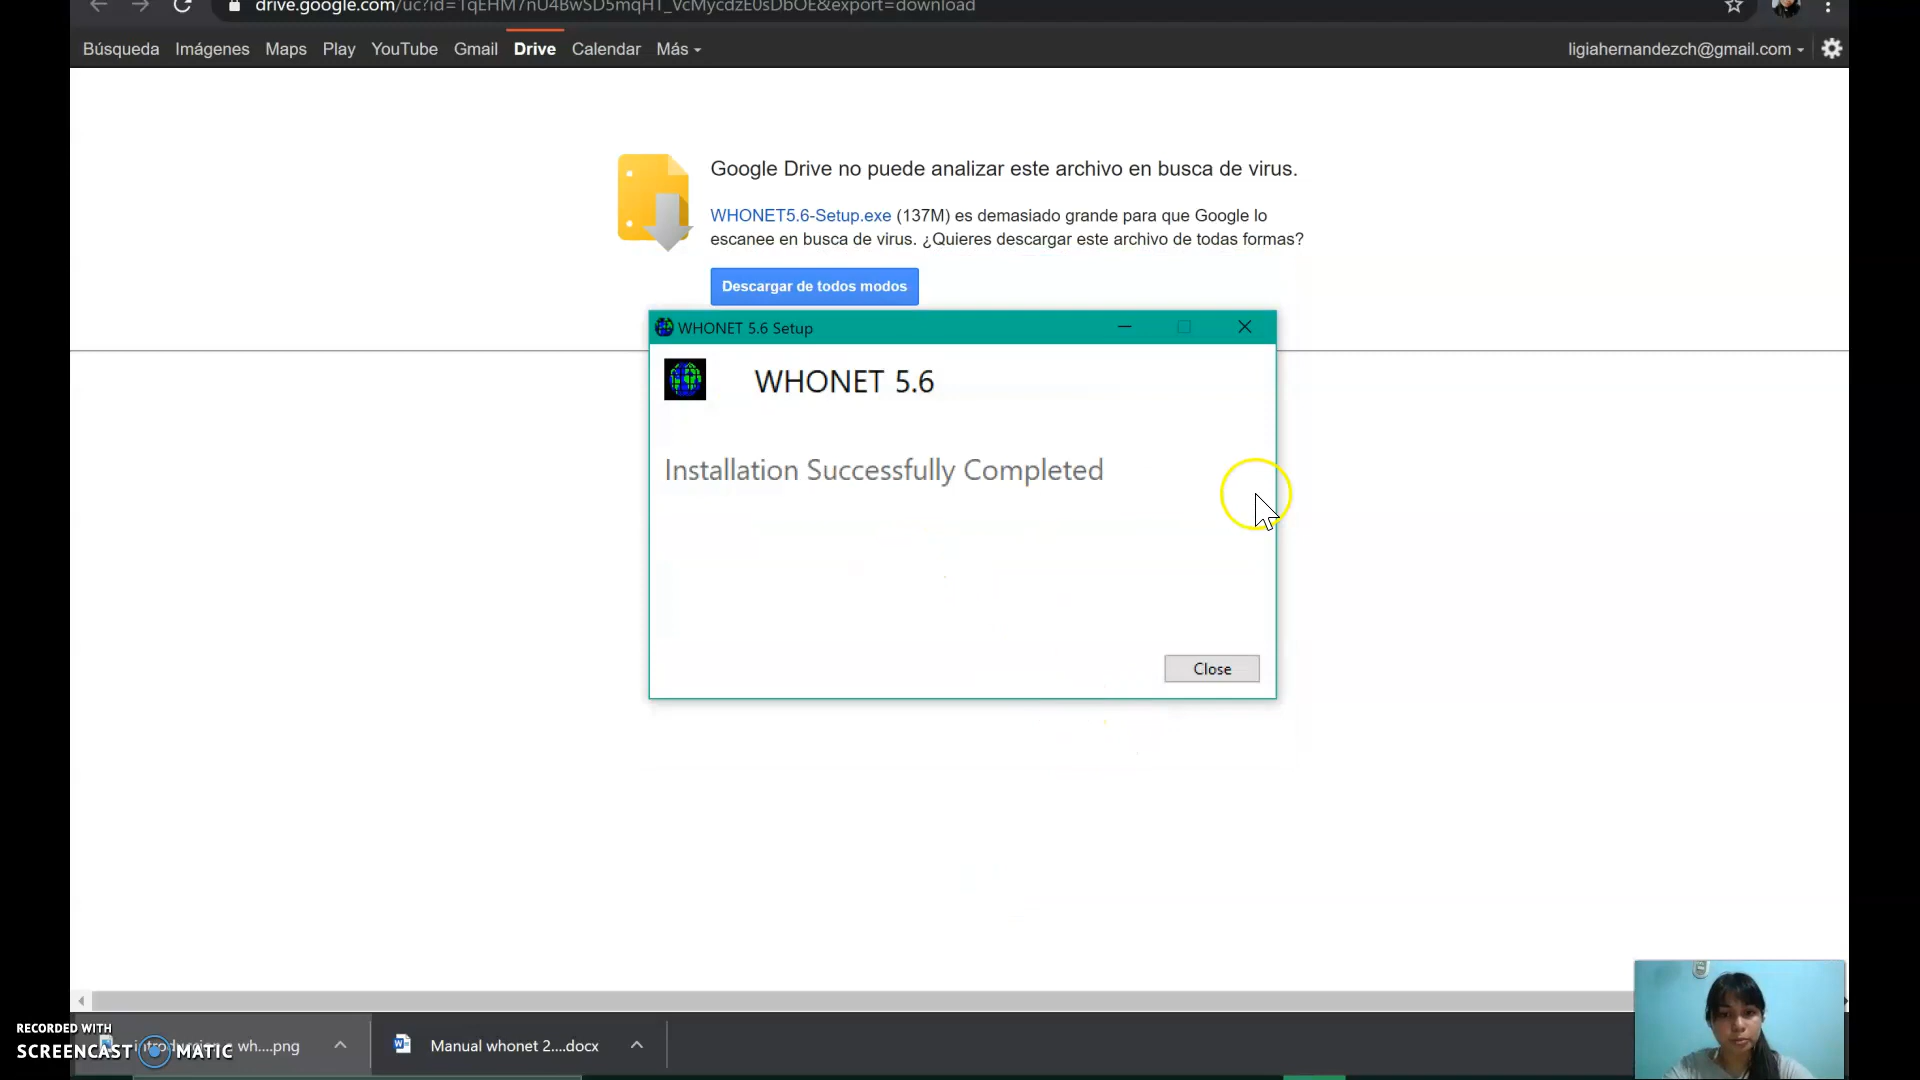 drive.google.com/uc?id=1qEHM7nU4BwSD5mqHT_VcMycdzE0sDbOE&export=download
Búsqueda Imágenes Maps Play YouTube Gmail Drive Calendar Más
ligiahernandezch@gmail.com
Google Drive no puede analizar este archivo en busca de virus.
WHONET5.6-Setup.exe (137M) es demasiado grande para que Google lo
escanee en busca de virus. ¿Quieres descargar este archivo de todas formas?
Descargar de todos modos
WHONET 5.6 Setup
WHONET 5.6
Installation Successfully Completed
Close
RECORDED WITH
SCREENCAST MATIC
wh....png
Manual whonet 2....docx